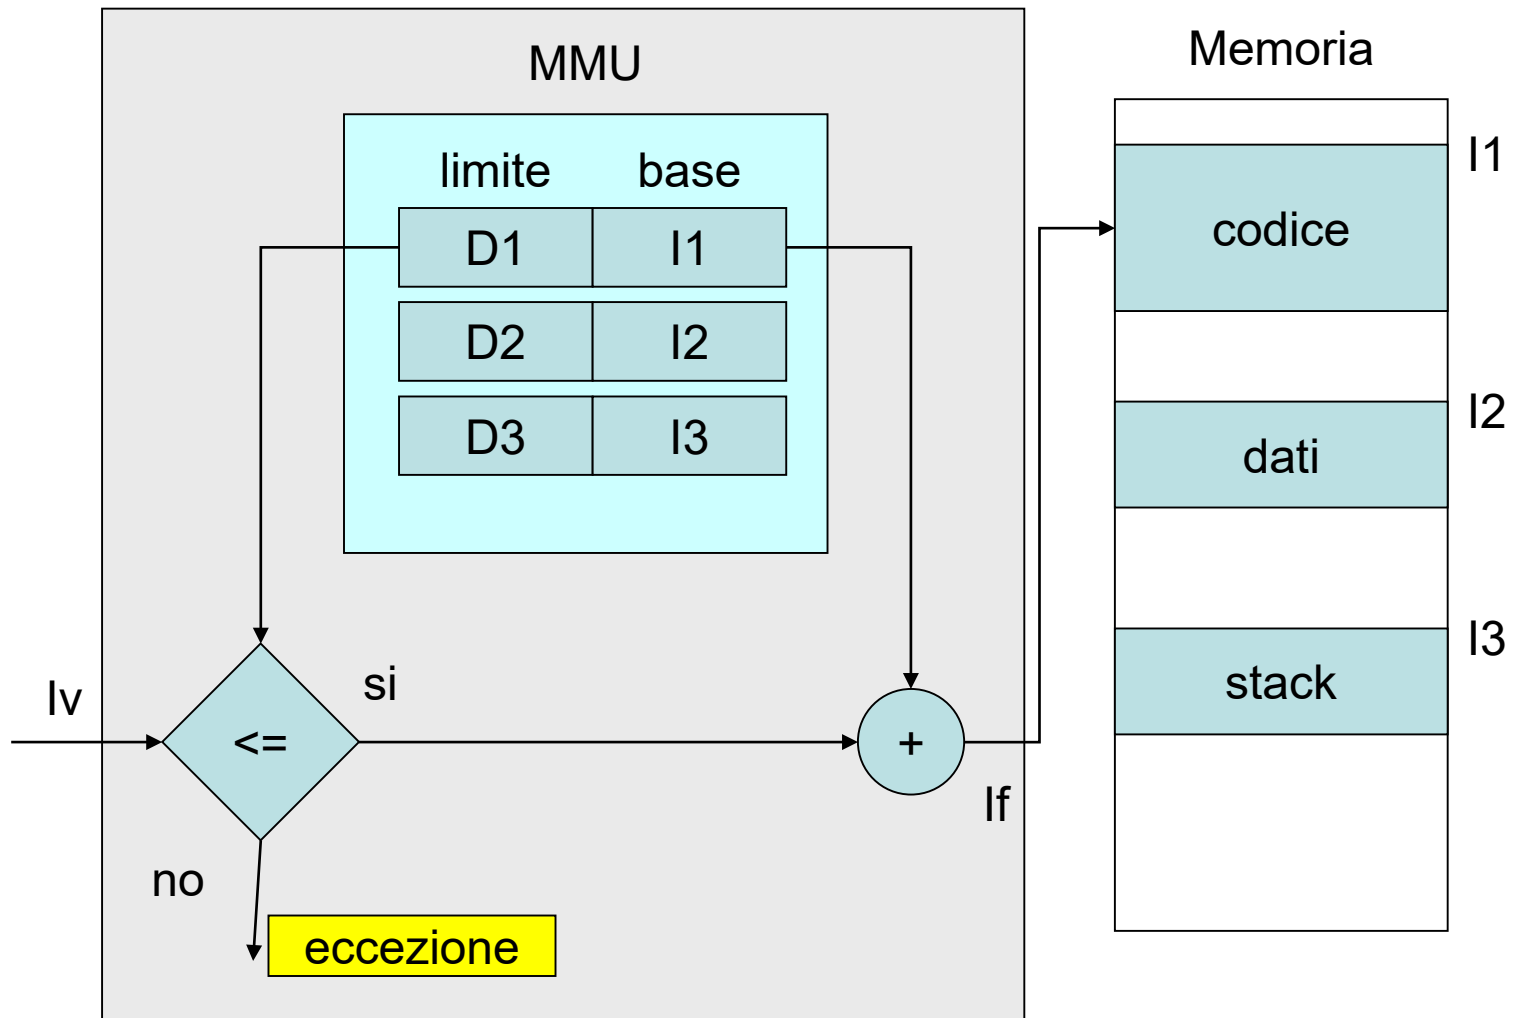 MMU
Memoria
limite base
D1 I1
D2 I2
D3 I3
I1
codice
I2
dati
I3
stack
Iv
<=
si
+
If
no
eccezione